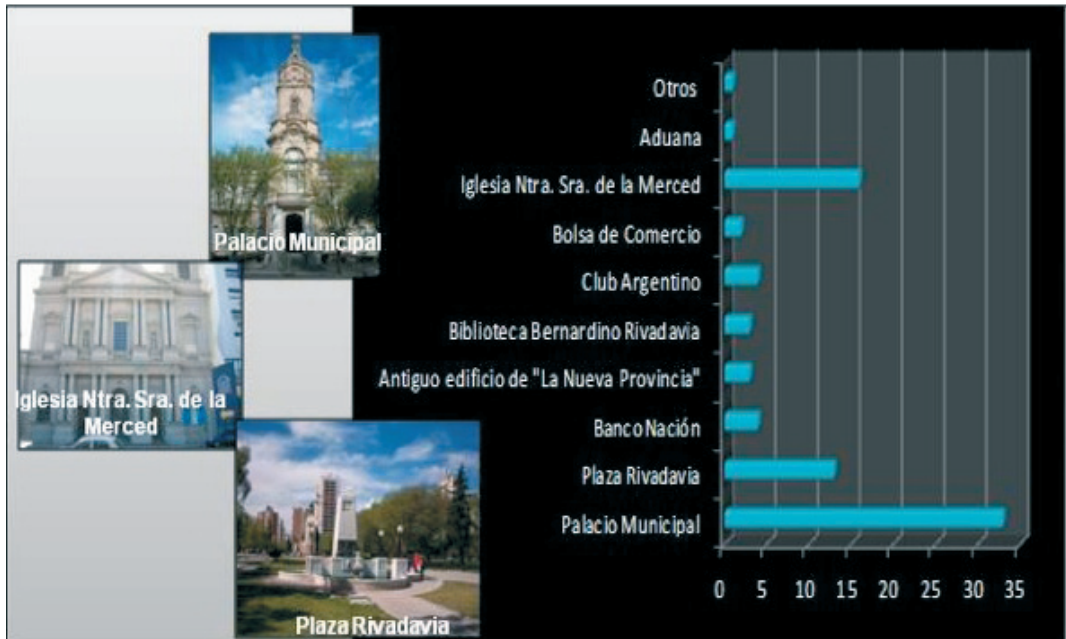 Palacio Municipal
Iglesia Ntra. Sra. de la
Merced
Plaza Rivadavia
Otros
Aduana
Iglesia Ntra. Sra. de la Merced
Bolsa de Comercio
Club Argentino
Biblioteca Bernardino Rivadavia
Antiguo edificio de "La Nueva Provincia"
Banco Nación
Plaza Rivadavia
Palacio Municipal
0 5 10 15 20 25 30 35